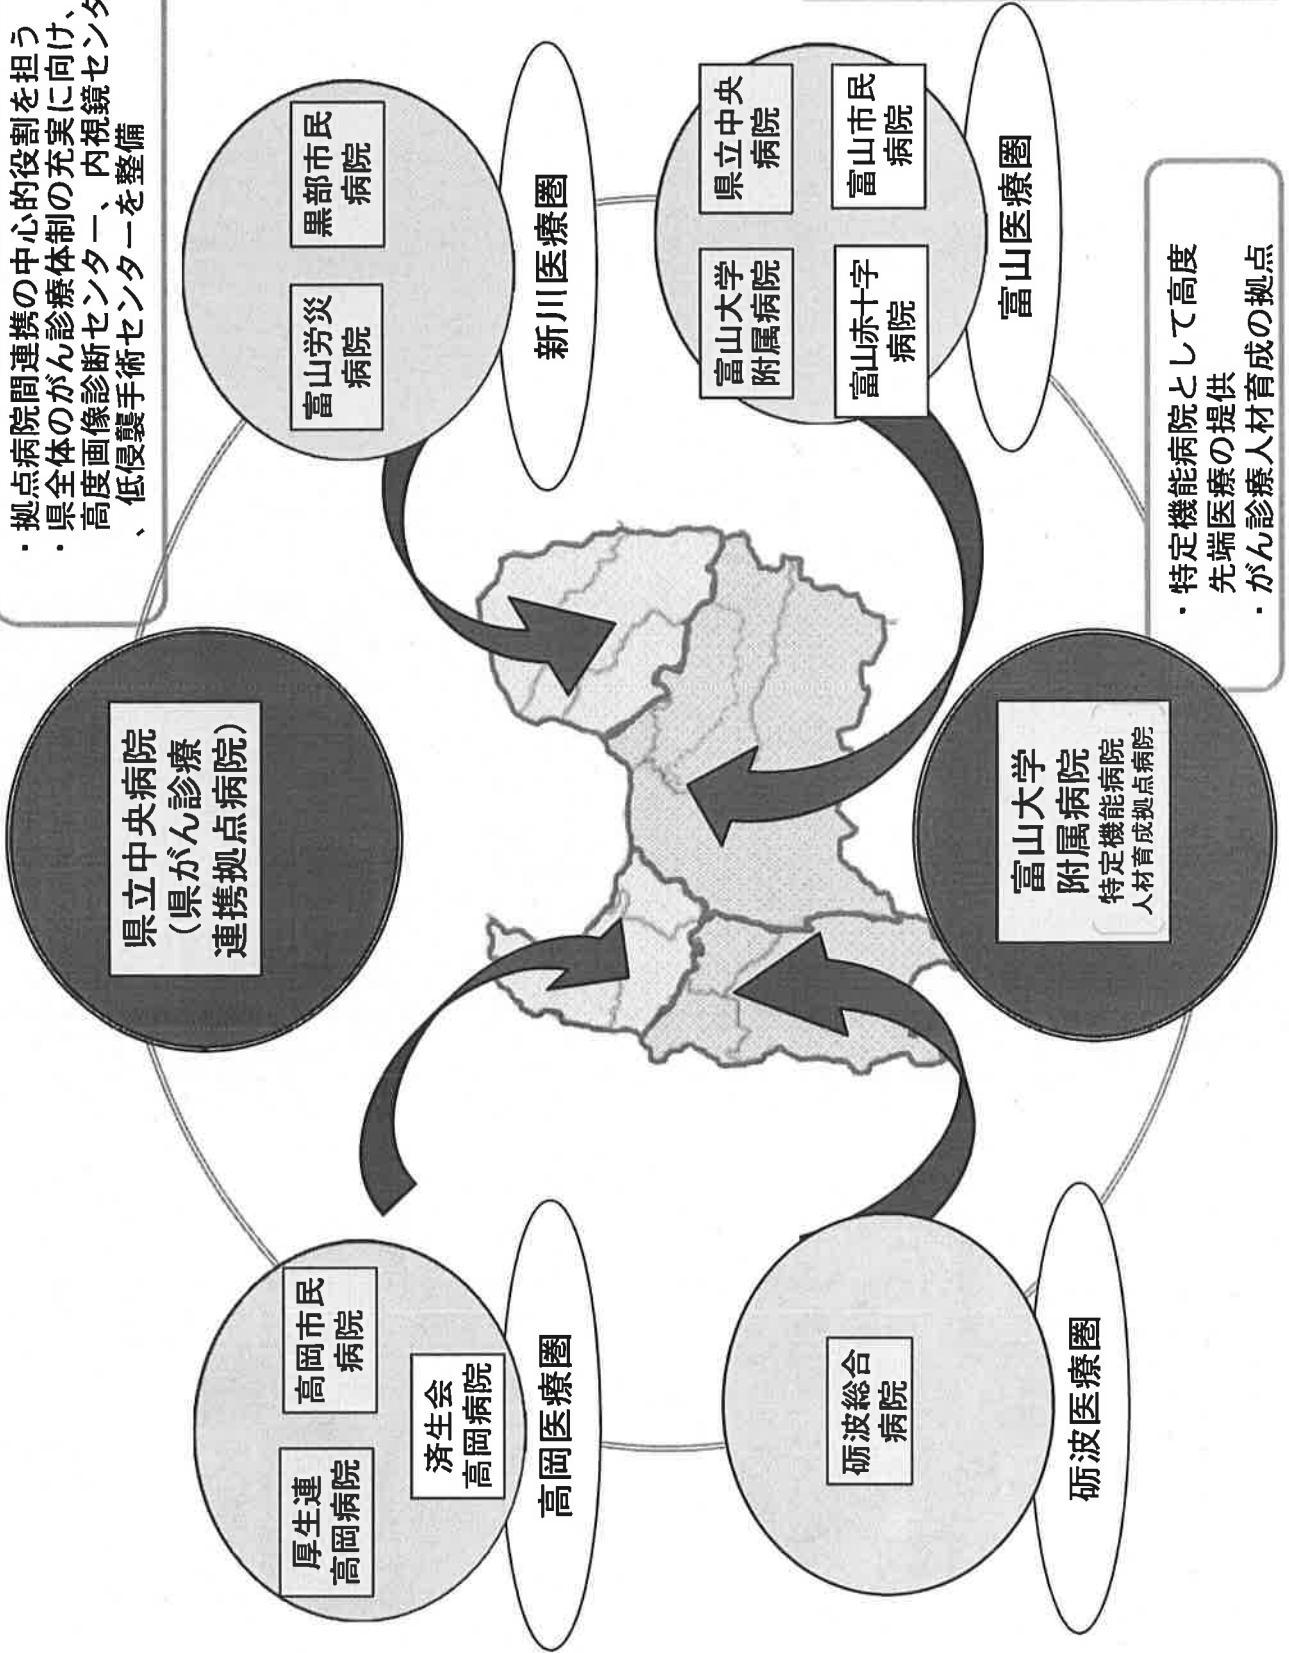 ・拠点病院間連携の中心的役割を担う
・県全体のがん診療体制の充実に向け、
高度画像診断センター、内視鏡センタ
、低侵襲手術センターを整備
県立中央病院
(県がん診療
連携拠点病院)
厚生連
高岡病院
高岡市民
病院
済生会
高岡病院
高岡医療圏
富山労災
病院
黒部市民
病院
新川医療圏
砺波総合
病院
砺波医療圏
富山大学
附属病院
県立中央
病院
富山赤十字
病院
富山市民
病院
富山医療圏
富山大学
附属病院
特定機能病院
人材育成拠点病院
・特定機能病院として高度
先端医療の提供
・がん診療人材育成の拠点